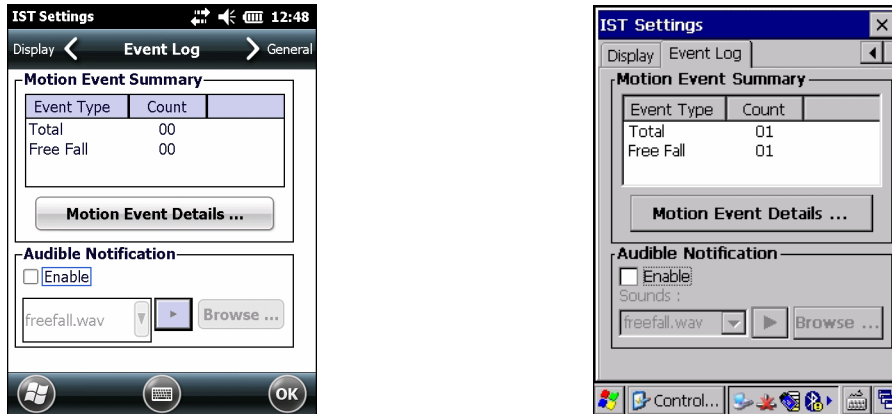 IST Settings 12:48
Display Event Log General
Motion Event Summary
Event Type Count
Total 00
Free Fall 00
Motion Event Details ...
Audible Notification
Enable
freefall.wav Browse ...
OK
IST Settings
Display Event Log
Motion Event Summary
Event Type Count
Total 01
Free Fall 01
Motion Event Details ...
Audible Notification
Enable
Sounds :
freefall.wav Browse ...
Control...